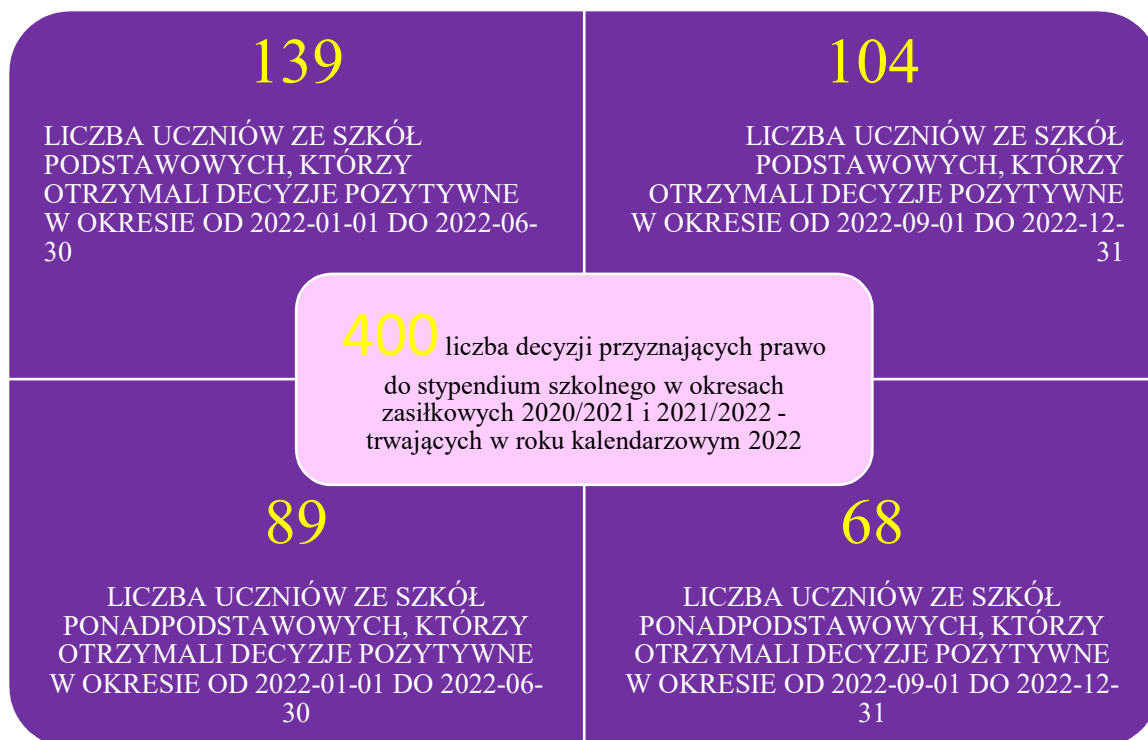 139
LICZBA UCZNIÓW ZE SZKÓŁ
PODSTAWOWYCH, KTÓRZY
OTRZYMALI DECYZJE POZYTYWNE
W OKRESIE OD 2022-01-01 DO 2022-06-
30
104
LICZBA UCZNIÓW ZE SZKÓŁ
PODSTAWOWYCH, KTÓRZY
OTRZYMALI DECYZJE POZYTYWNE
W OKRESIE OD 2022-09-01 DO 2022-12-
31
400 liczba decyzji przyznających prawo
do stypendium szkolnego w okresach
zasiłkowych 2020/2021 i 2021/2022 -
trwających w roku kalendarzowym 2022
89
LICZBA UCZNIÓW ZE SZKÓŁ
PONADPODSTAWOWYCH, KTÓRZY
OTRZYMALI DECYZJE POZYTYWNE
W OKRESIE OD 2022-01-01 DO 2022-06-
30
68
LICZBA UCZNIÓW ZE SZKÓŁ
PONADPODSTAWOWYCH, KTÓRZY
OTRZYMALI DECYZJE POZYTYWNE
W OKRESIE OD 2022-09-01 DO 2022-12-
31